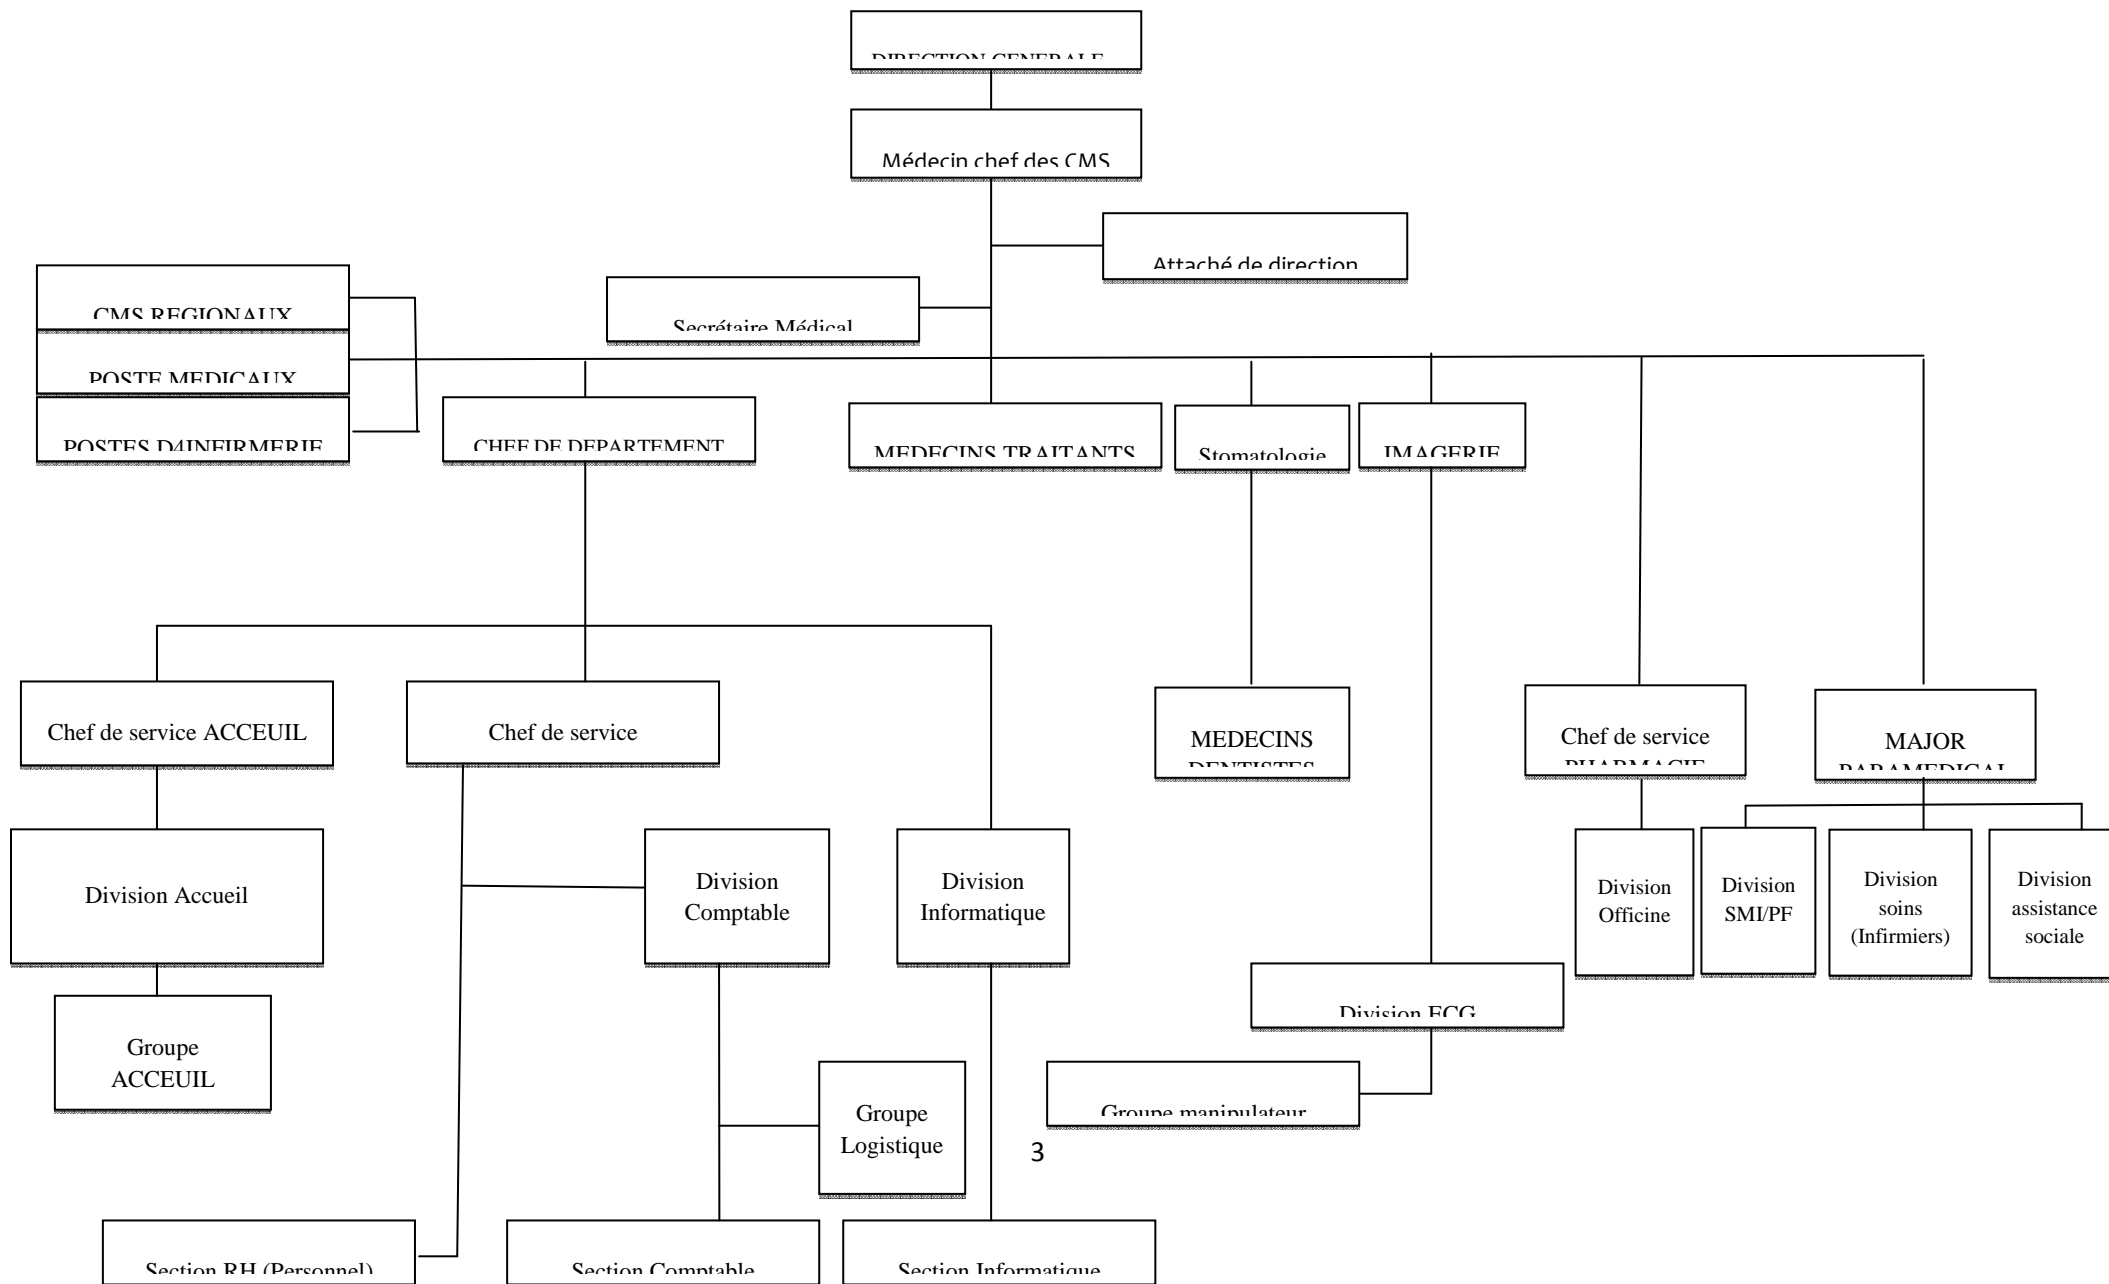 DIRECTION GENERALE
Médecin chef des CMS
Attaché de direction
CMS REGIONAUX
Secrétaire Médical
POSTE MEDICAUX
POSTES D4INFIRMERIE
CHEF DE DEPARTEMENT
MEDECINS TRAITANTS
Stomatologie
IMAGERIE
Chef de service ACCEUIL
Chef de service
MEDECINS
DENTISTES
Chef de service
PHARMACIE
MAJOR
PARAMEDICAL
Division Accueil
Division
Comptable
Division
Informatique
Division
Officine
Division
SMI/PF
Division
soins
(Infirmiers)
Division
assistance
sociale
Division ECG
Groupe
ACCEUIL
Groupe manipulateur
Groupe
Logistique
3
Section RH (Personnel)
Section Comptable
Section Informatique